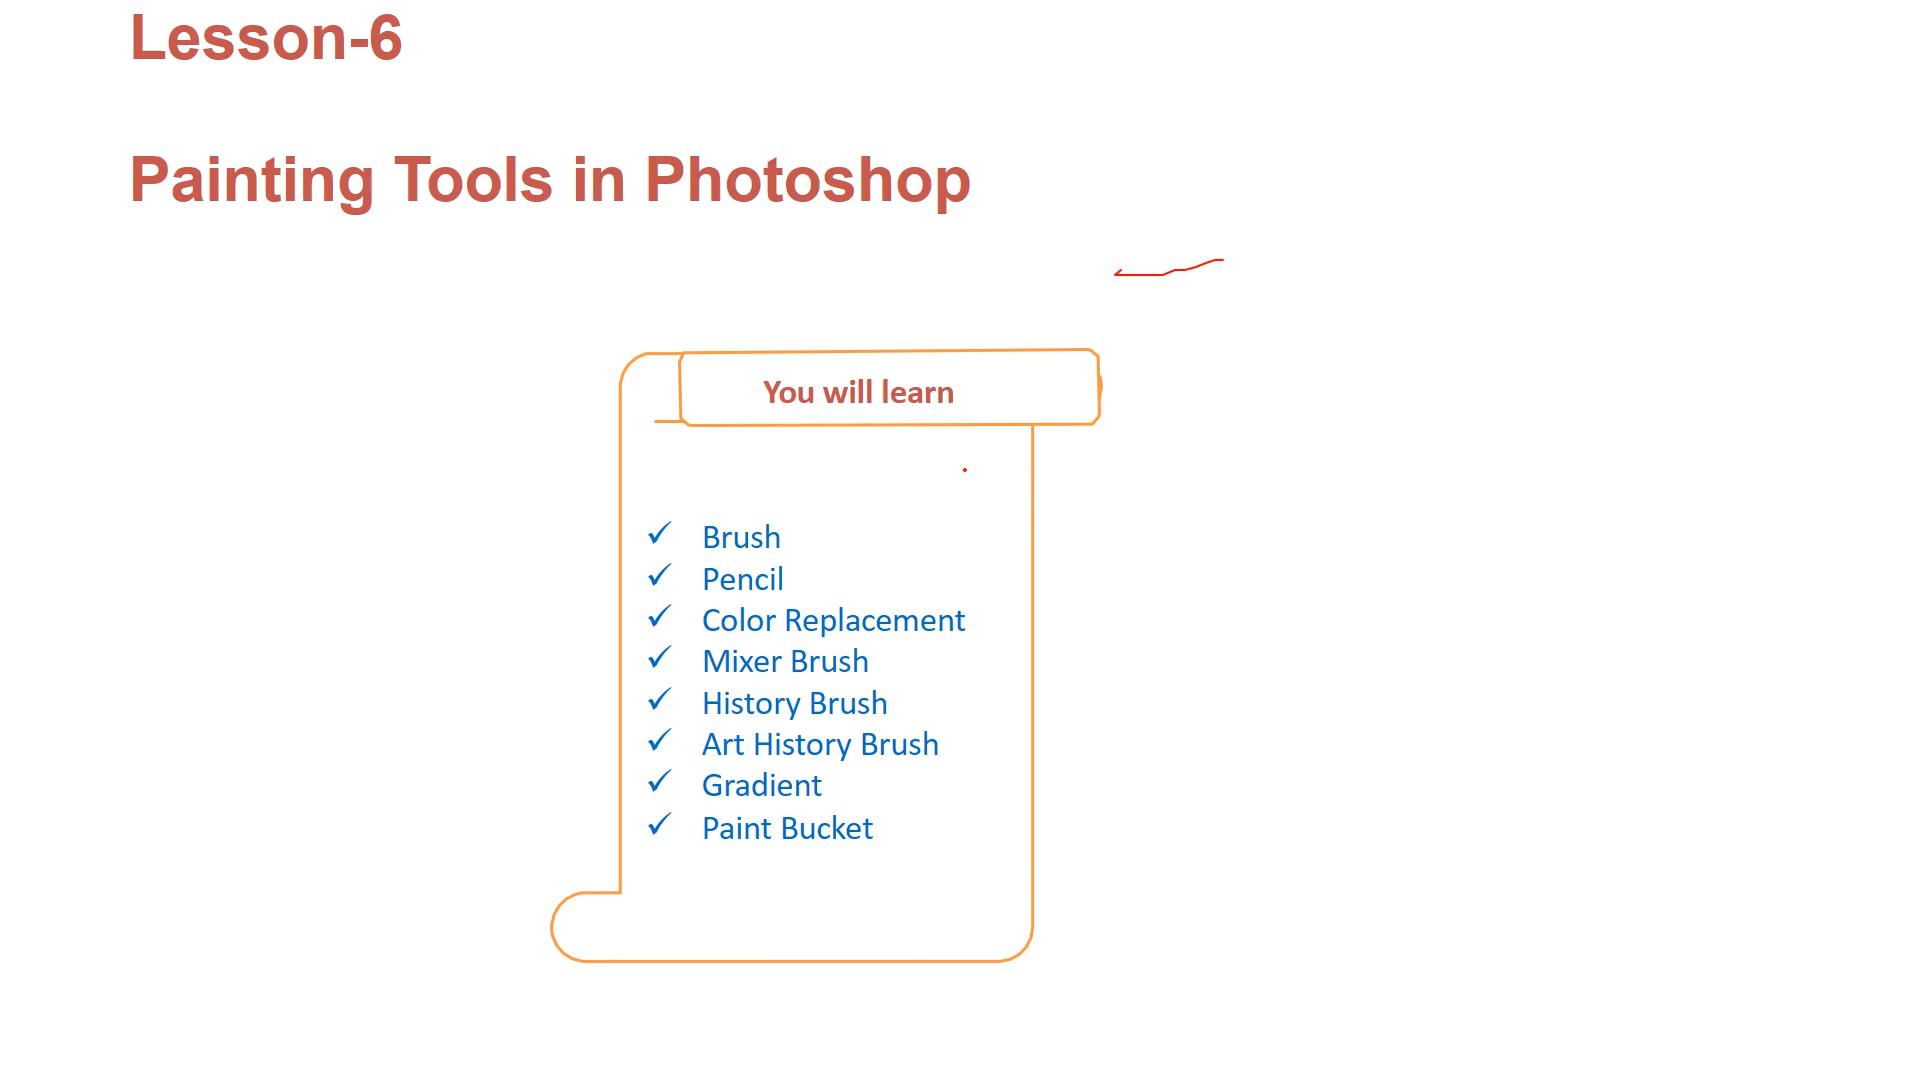 Lesson-6
Painting Tools in Photoshop
You will learn
✓ Brush
✓ Pencil
✓ Color Replacement
✓ Mixer Brush
✓ History Brush
✓ Art History Brush
✓ Gradient
✓ Paint Bucket